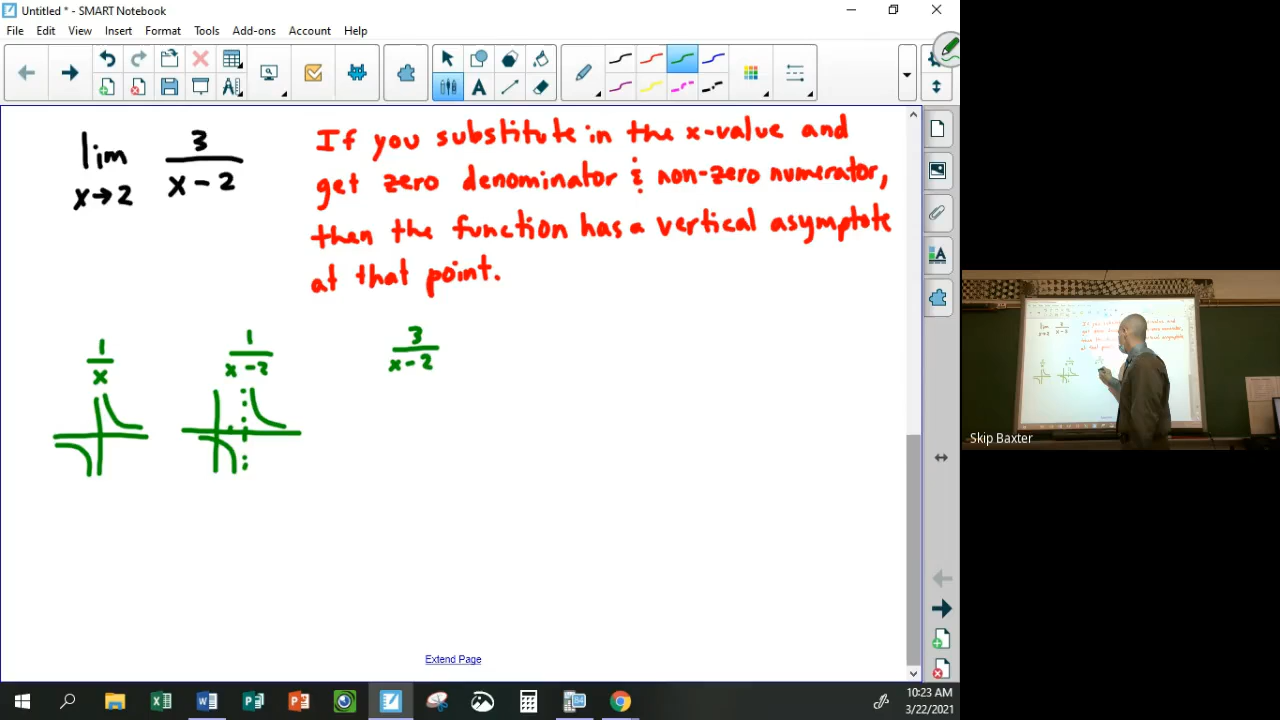 Untitled * - SMART Notebook
File Edit View Insert Format Tools Add-ons Account Help
lim x→2 3/(x-2)
If you substitute in the x-value and
get zero denominator & non-zero numerator,
then the function has a vertical asymptote
at that point.
1/x
1/(x-2)
3/(x-2)
Extend Page
Skip Baxter
10:23 AM
3/22/2021